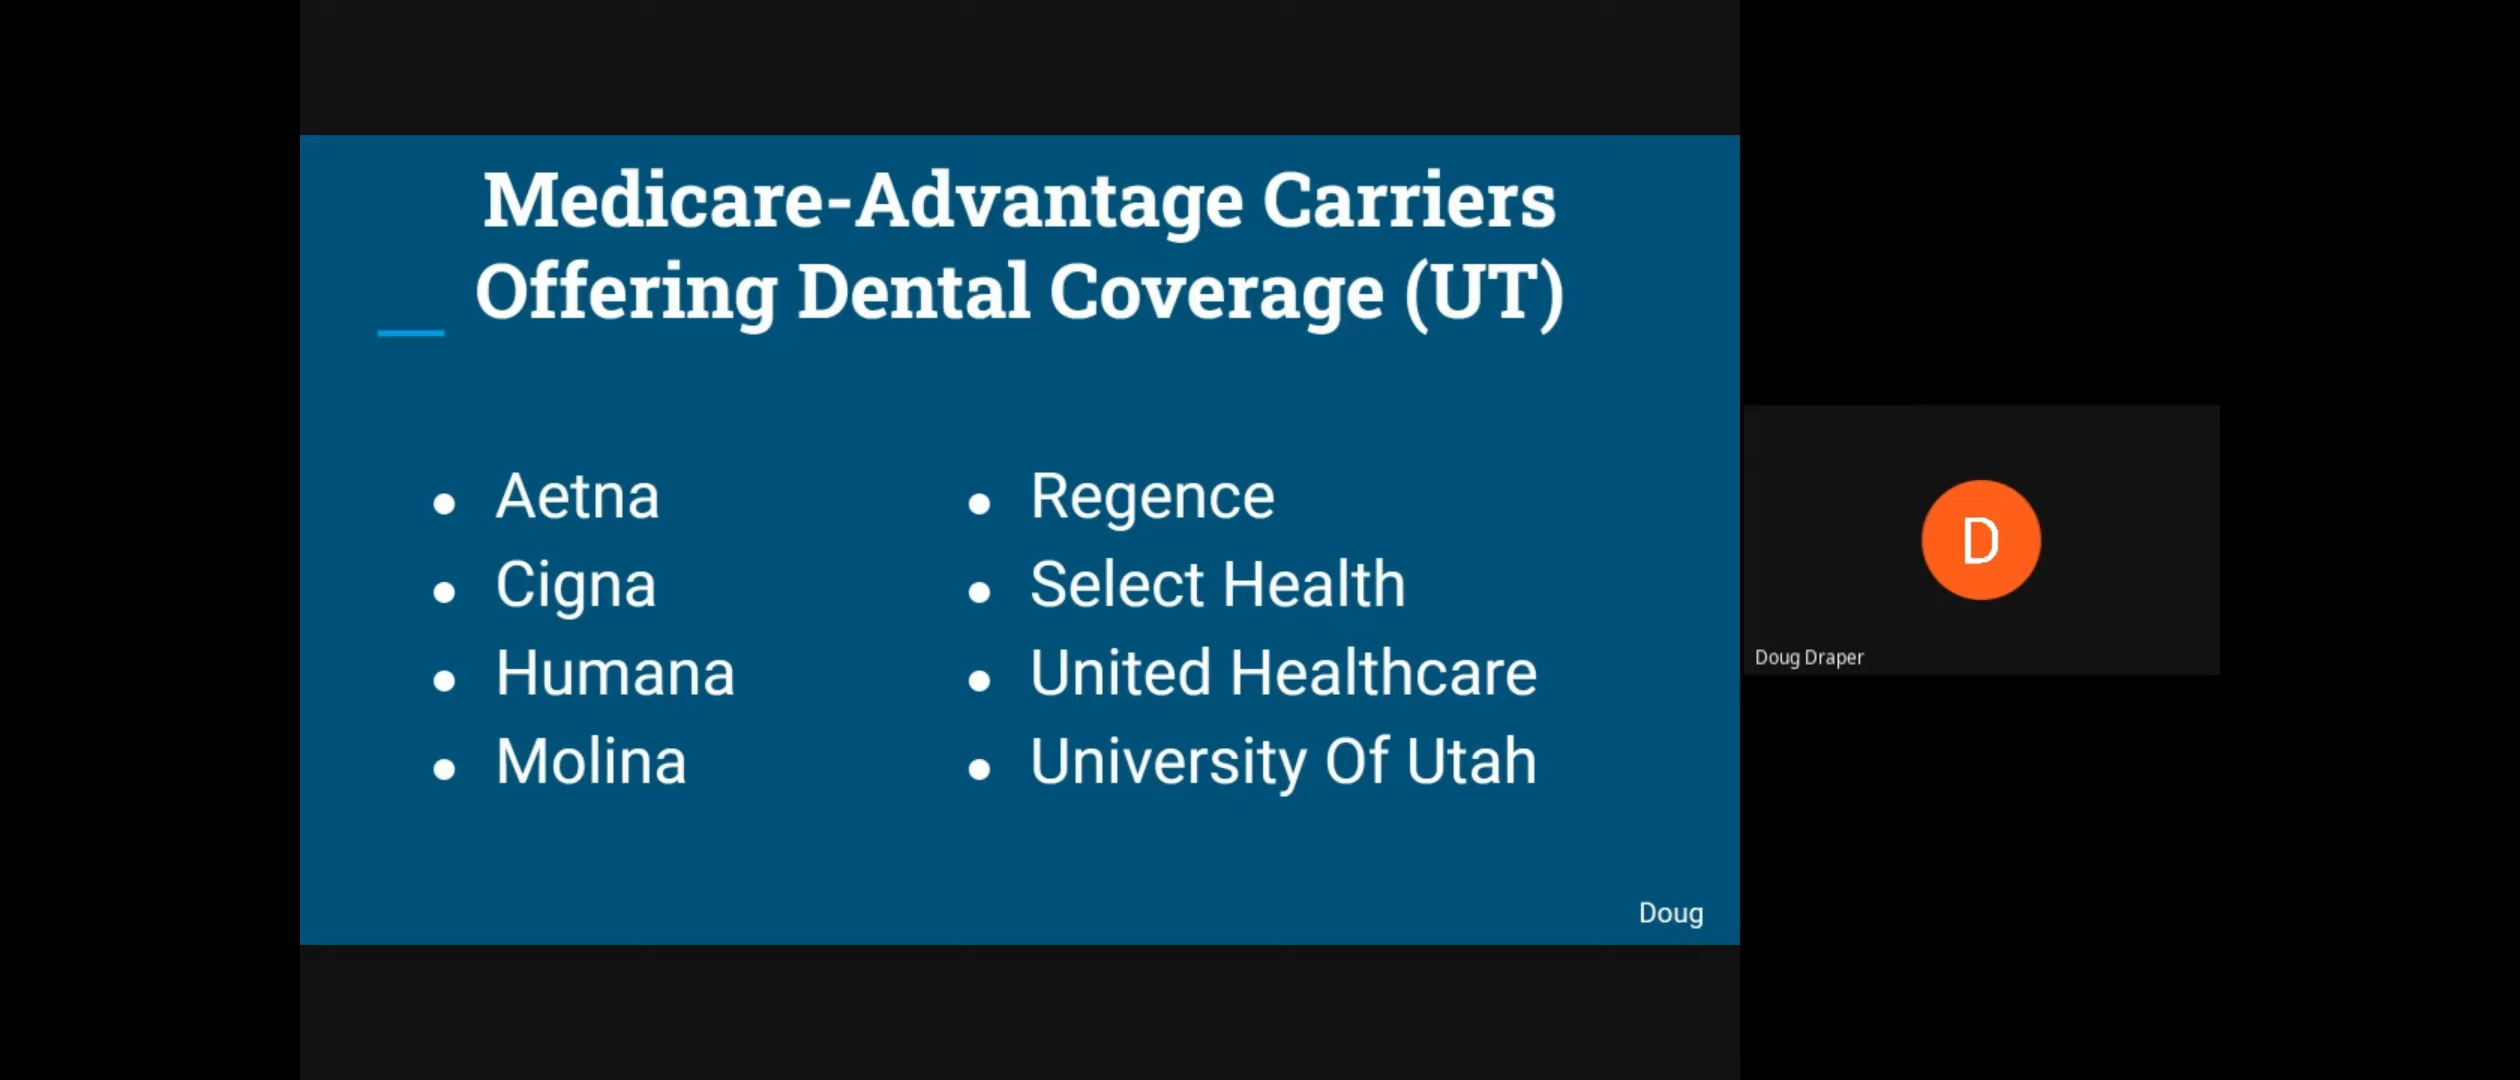 Medicare-Advantage Carriers
Offering Dental Coverage (UT)
Aetna
Cigna
Humana
Molina
Regence
Select Health
United Healthcare
University Of Utah
Doug
D
Doug Draper